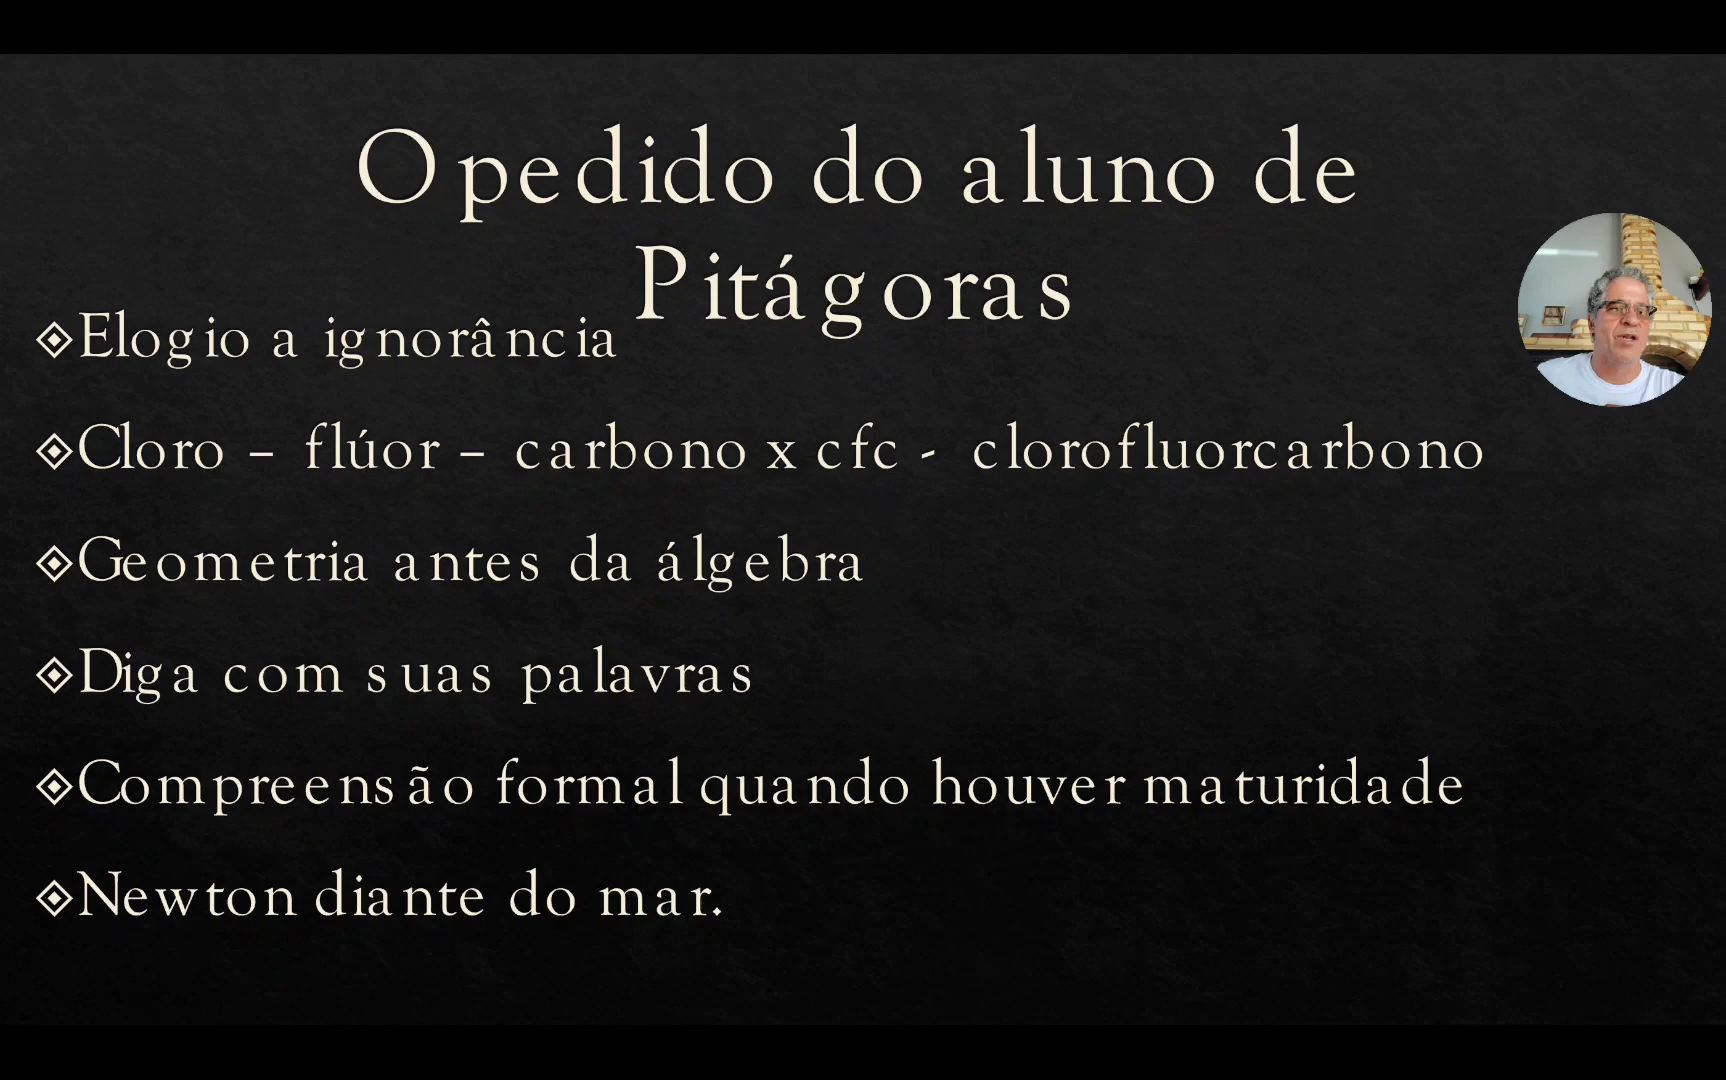 O pedido do aluno de
Pitágoras
Elogio a ignorância
Cloro – flúor – carbono x cfc - clorofluorcarbono
Geometria antes da álgebra
Diga com suas palavras
Compreensão formal quando houver maturidade
Newton diante do mar.